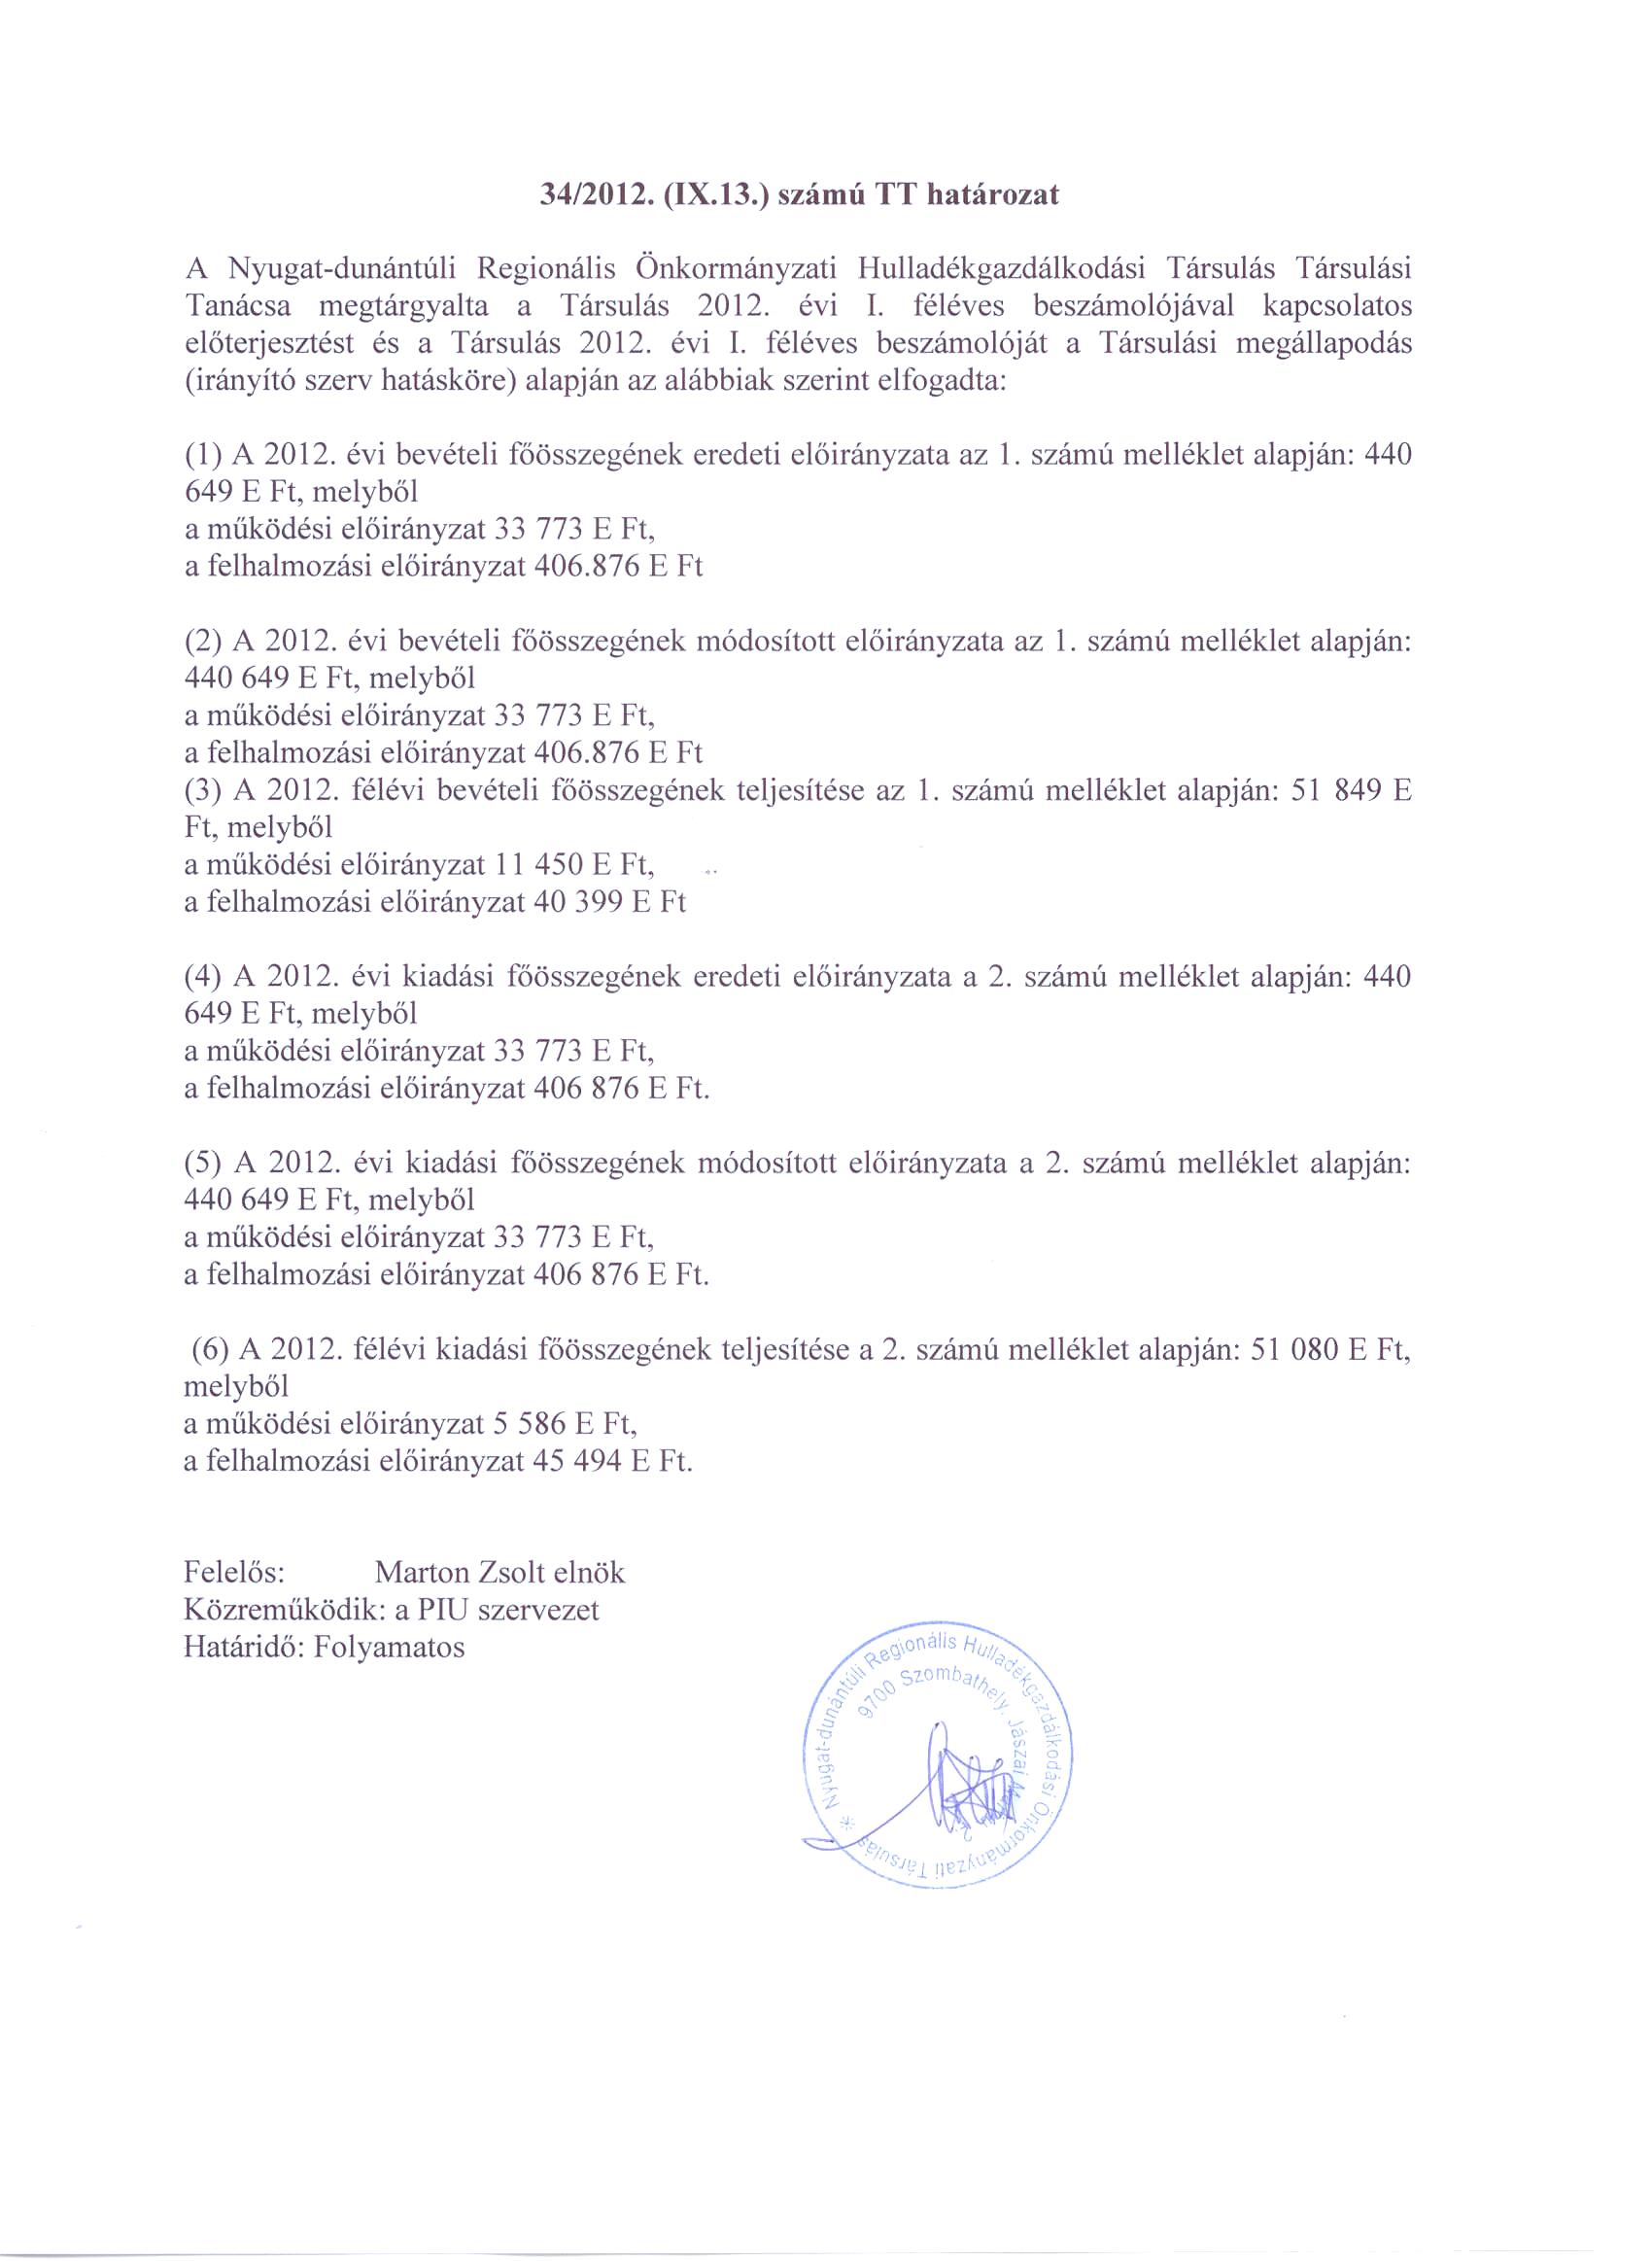 34/2012. (IX.13.) számú TT határozat
A Nyugat-dunántúli Regionális Önkormányzati Hulladékgazdálkodási Társulás Társulási
Tanácsa megtárgyalta a Társulás 2012. évi I. féléves beszámolójával kapcsolatos
előterjesztést és a Társulás 2012. évi I. féléves beszámolóját a Társulási megállapodás
(irányító szerv hatásköre) alapján az alábbiak szerint elfogadta:
(1) A 2012. évi bevételi főösszegének eredeti előirányzata az 1. számú melléklet alapján: 440
649 E Ft, melyből
a működési előirányzat 33 773 E Ft,
a felhalmozási előirányzat 406.876 E Ft
(2) A 2012. évi bevételi főösszegének módosított előirányzata az 1. számú melléklet alapján:
440 649 E Ft, melyből
a működési előirányzat 33 773 E Ft,
a felhalmozási előirányzat 406.876 E Ft
(3) A 2012. félévi bevételi főösszegének teljesítése az 1. számú melléklet alapján: 51 849 E
Ft, melyből
a működési előirányzat 11 450 E Ft,
a felhalmozási előirányzat 40 399 E Ft
(4) A 2012. évi kiadási főösszegének eredeti előirányzata a 2. számú melléklet alapján: 440
649 E Ft, melyből
a működési előirányzat 33 773 E Ft,
a felhalmozási előirányzat 406 876 E Ft.
(5) A 2012. évi kiadási főösszegének módosított előirányzata a 2. számú melléklet alapján:
440 649 E Ft, melyből
a működési előirányzat 33 773 E Ft,
a felhalmozási előirányzat 406 876 E Ft.
(6) A 2012. félévi kiadási főösszegének teljesítése a 2. számú melléklet alapján: 51 080 E Ft,
melyből
a működési előirányzat 5 586 E Ft,
a felhalmozási előirányzat 45 494 E Ft.
Felelős: Marton Zsolt elnök
Közreműködik: a PIU szervezet
Határidő: Folyamatos
Nyugat-dunántúli Regionális Hulladékgazdálkodási Önkormányzati Társulás *
9700 Szombathely, Jászai